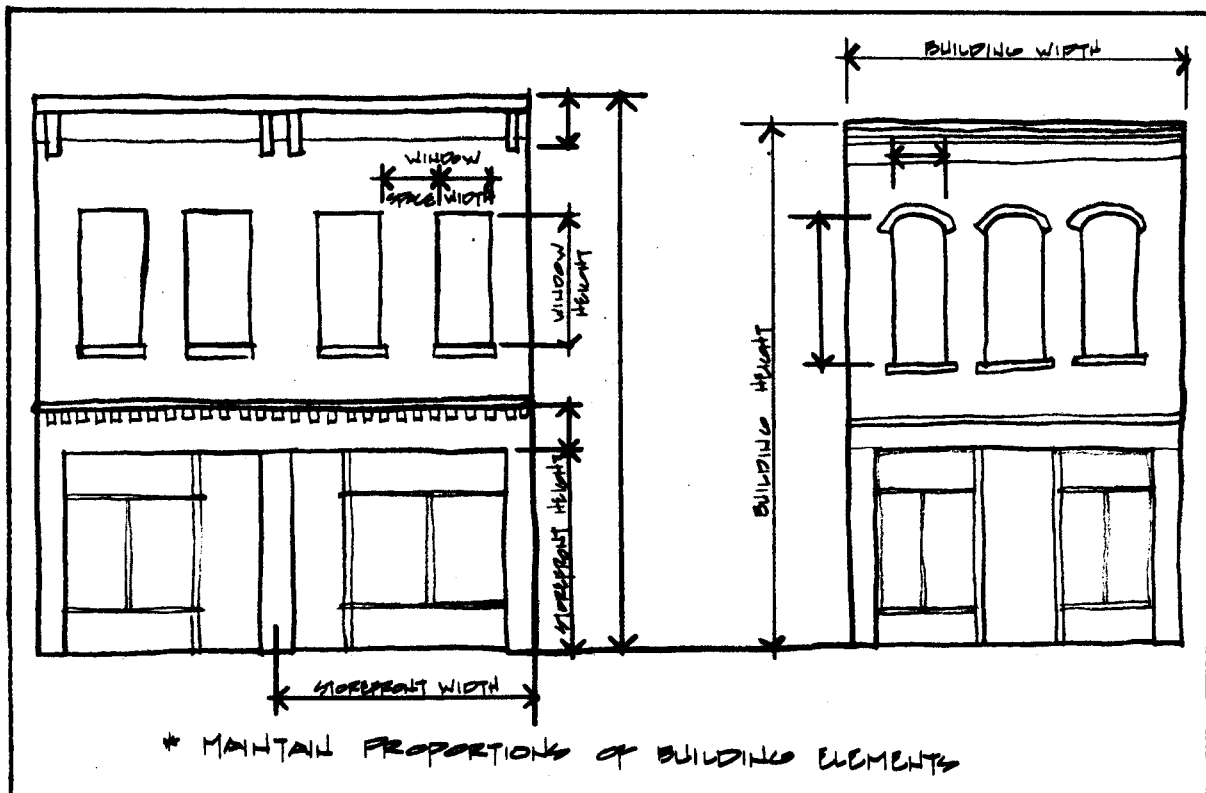 BUILDING WIDTH
WINDOW
SPACE WIDTH
WINDOW
HEIGHT
BUILDING HEIGHT
STOREFRONT HEIGHT
STOREFRONT WIDTH
* MAINTAIN PROPORTIONS OF BUILDING ELEMENTS